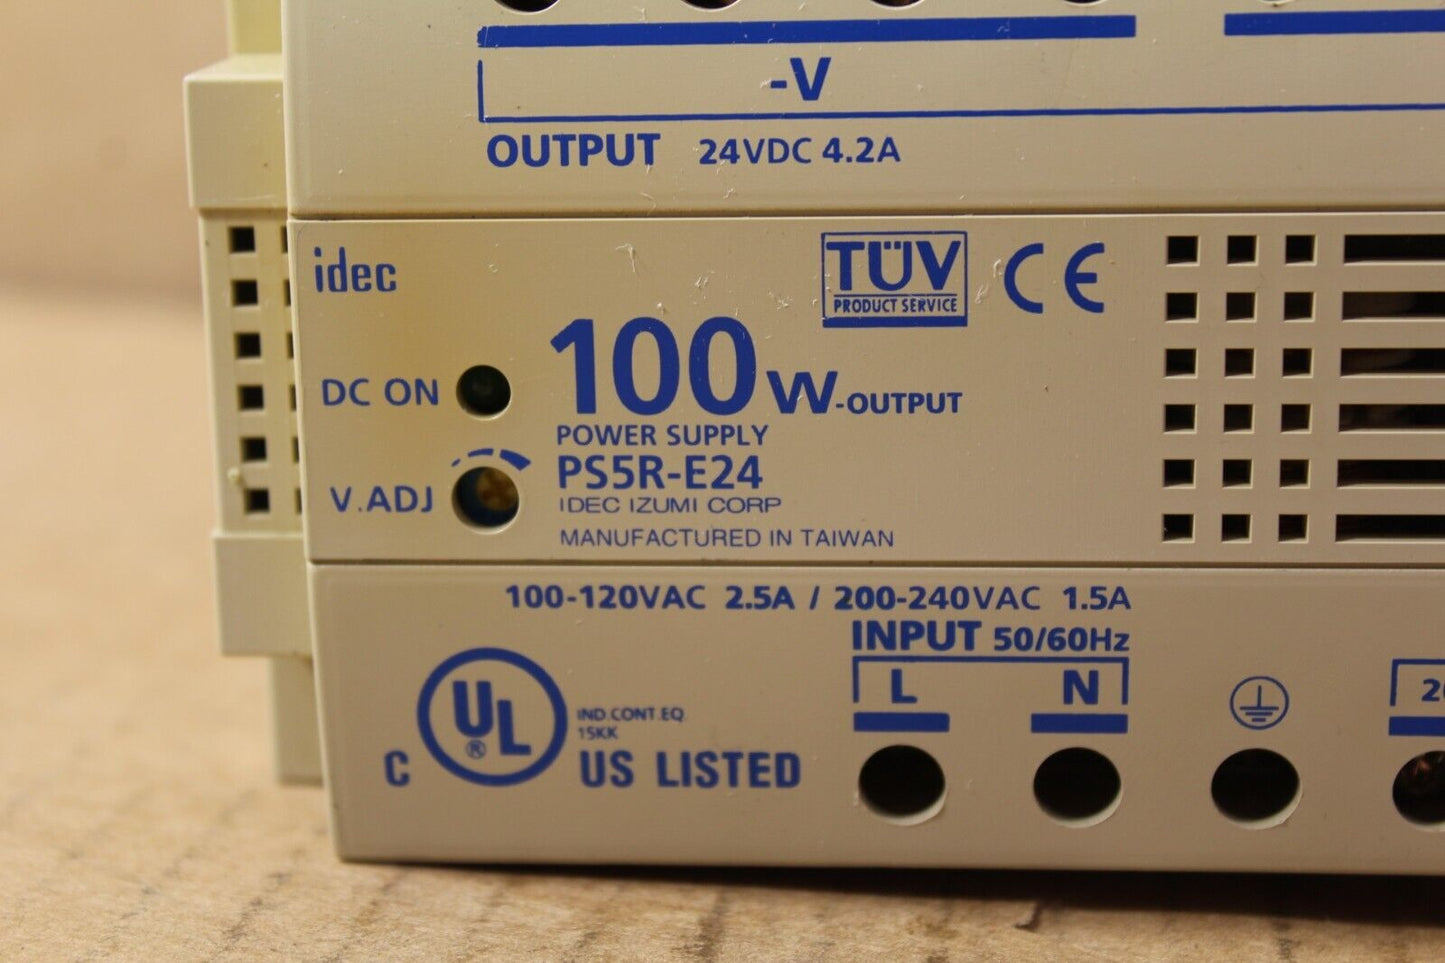 -V
OUTPUT 24VDC 4.2A
idec
TÜV
PRODUCT SERVICE
CE
100W-OUTPUT
DC ON
POWER SUPPLY
PS5R-E24
V.ADJ
IDEC IZUMI CORP
MANUFACTURED IN TAIWAN
100-120VAC 2.5A / 200-240VAC 1.5A
INPUT 50/60Hz
L N
UL ®
IND.CONT.EQ.
15KK
C US LISTED